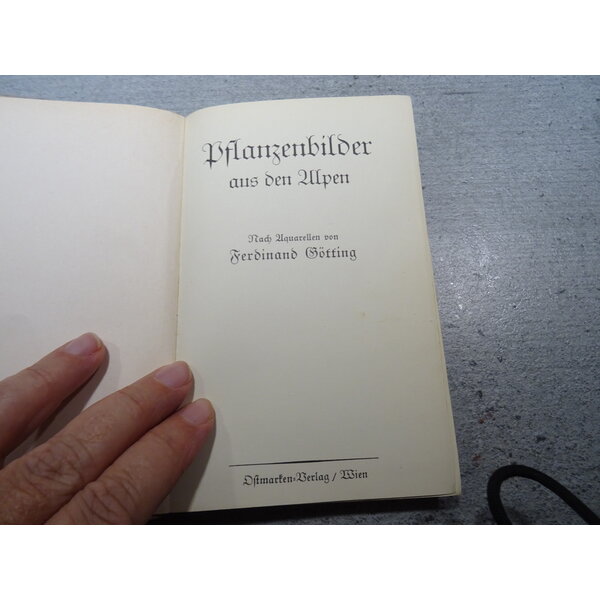 Pflanzenbilder
aus den Alpen
Nach Aquarellen von
Ferdinand Götting
Ostmarken-Verlag / Wien